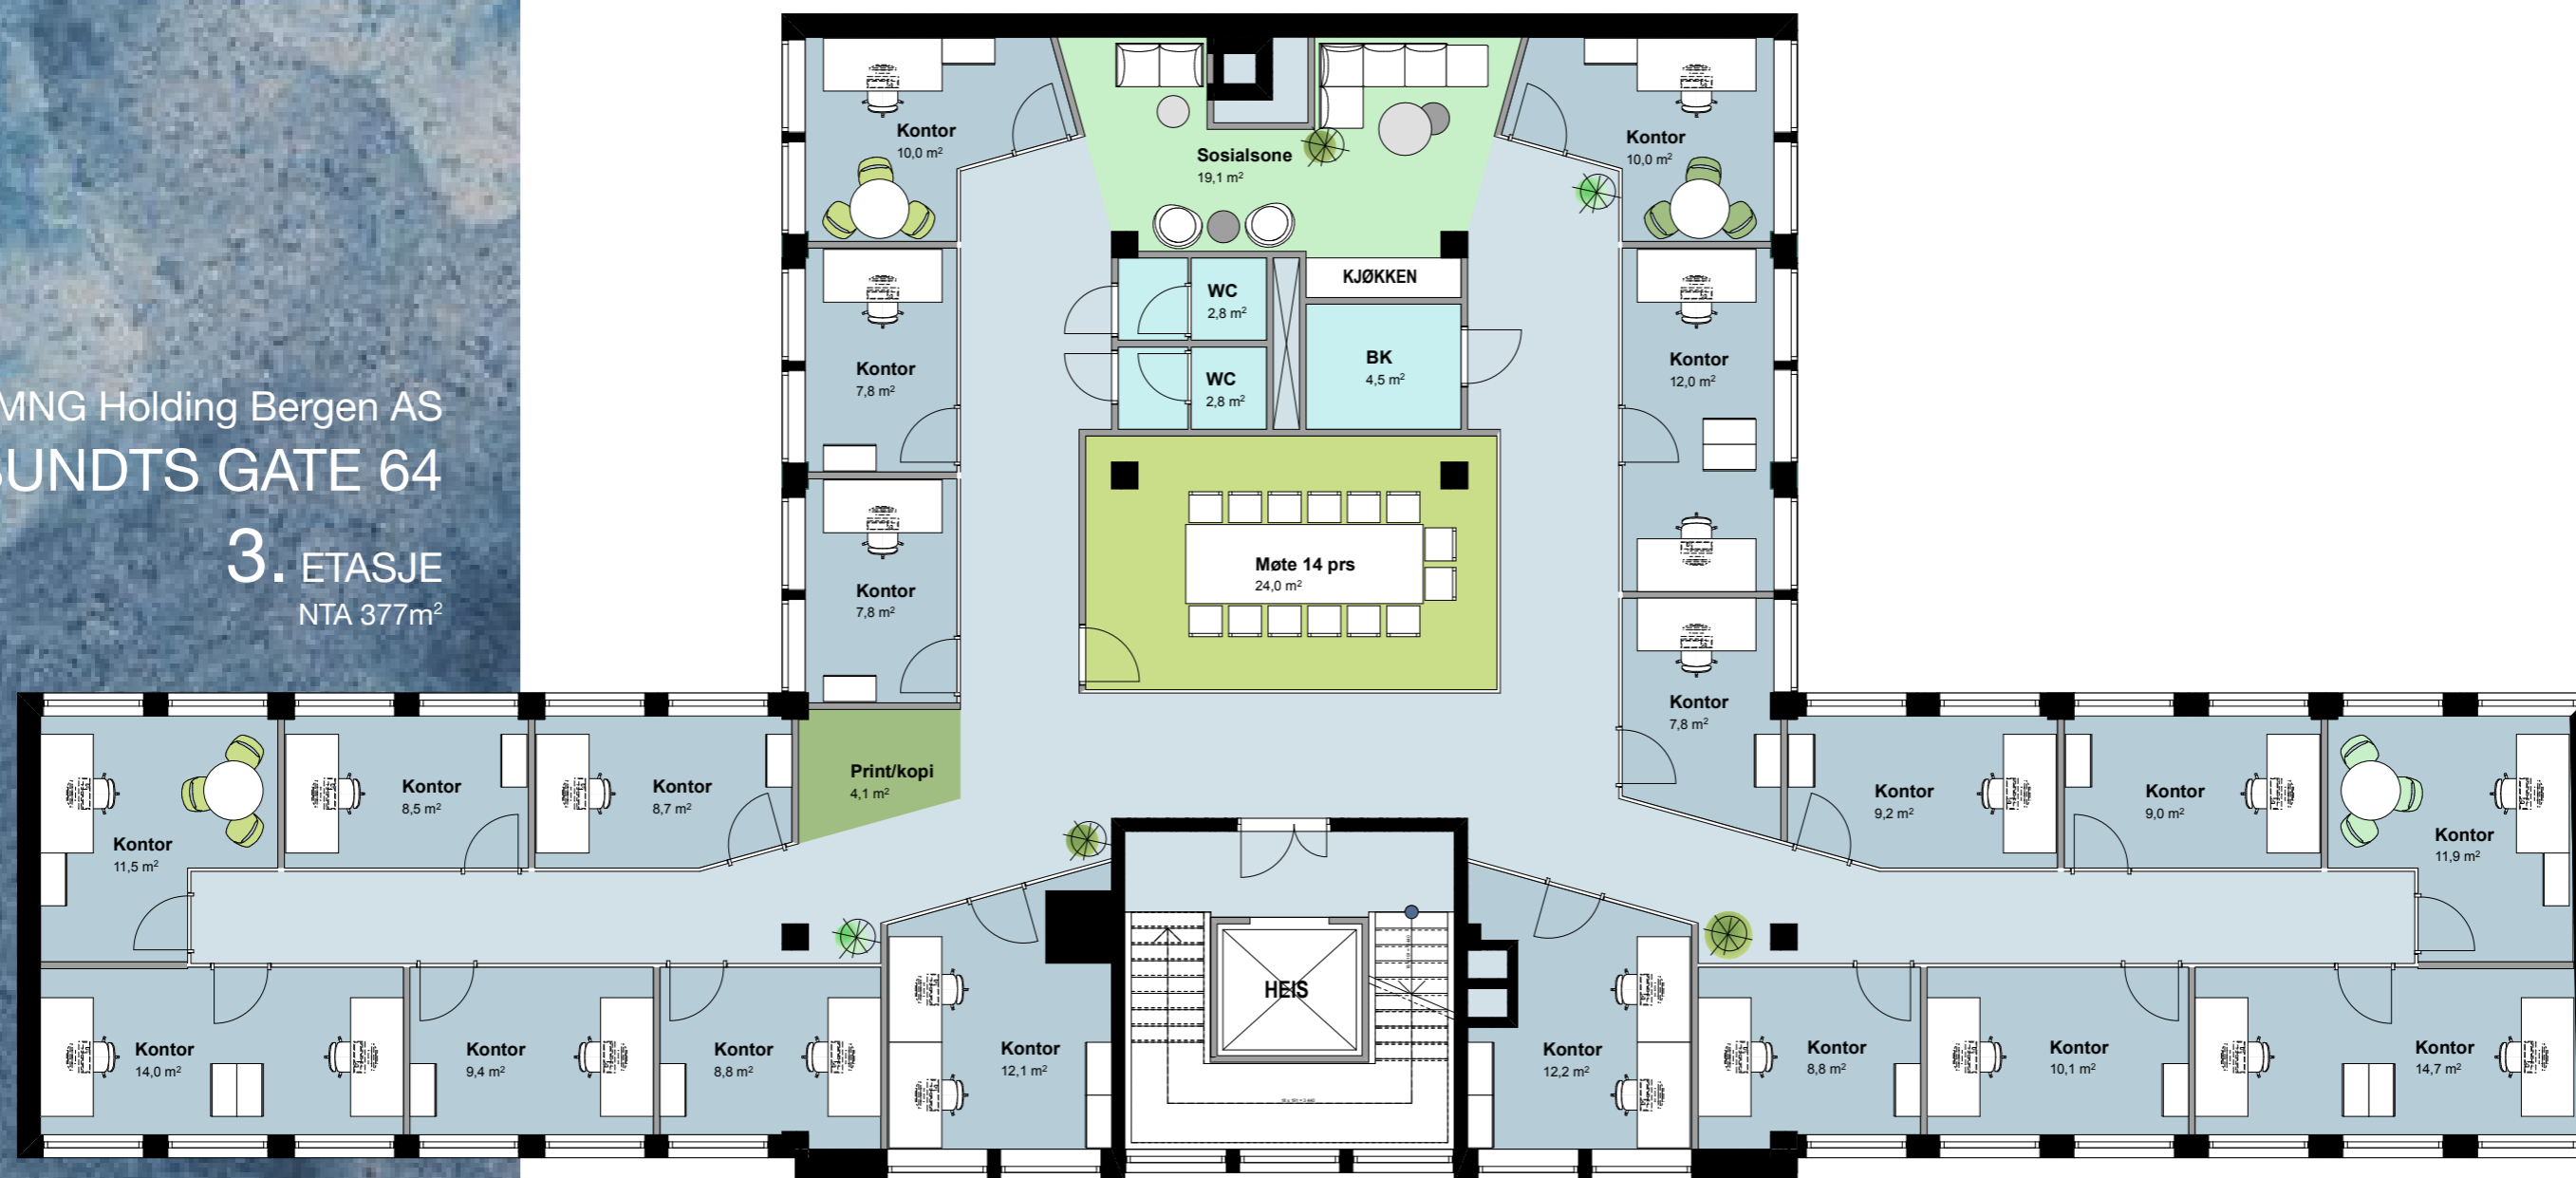 MNG Holding Bergen AS
BUNDTS GATE 64
3. ETASJE
NTA 377m²
Kontor
10,0 m²
Sosialsone
19,1 m²
Kontor
10,0 m²
WC
2,8 m²
KJØKKEN
Kontor
7,8 m²
WC
2,8 m²
BK
4,5 m²
Kontor
12,0 m²
Møte 14 prs
24,0 m²
Kontor
7,8 m²
Kontor
7,8 m²
Kontor
11,5 m²
Kontor
8,5 m²
Kontor
8,7 m²
Print/kopi
4,1 m²
Kontor
9,2 m²
Kontor
9,0 m²
Kontor
11,9 m²
HEIS
Kontor
14,0 m²
Kontor
9,4 m²
Kontor
8,8 m²
Kontor
12,1 m²
Kontor
12,2 m²
Kontor
8,8 m²
Kontor
10,1 m²
Kontor
14,7 m²